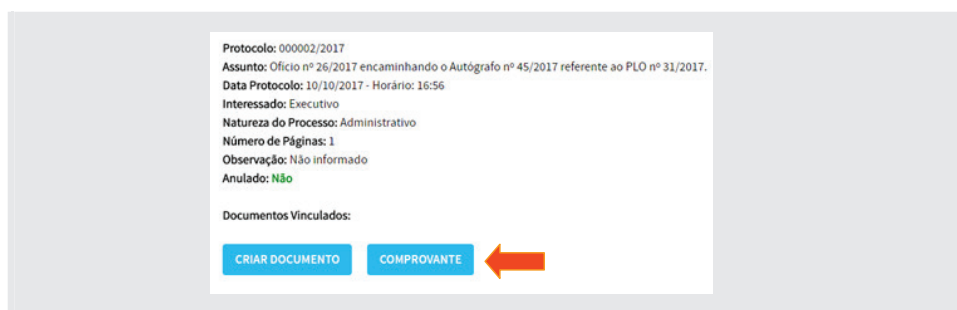 Protocolo: 000002/2017
Assunto: Ofício nº 26/2017 encaminhando o Autógrafo nº 45/2017 referente ao PLO nº 31/2017.
Data Protocolo: 10/10/2017 - Horário: 16:56
Interessado: Executivo
Natureza do Processo: Administrativo
Número de Páginas: 1
Observação: Não informado
Anulado: Não
Documentos Vinculados:
CRIAR DOCUMENTO COMPROVANTE